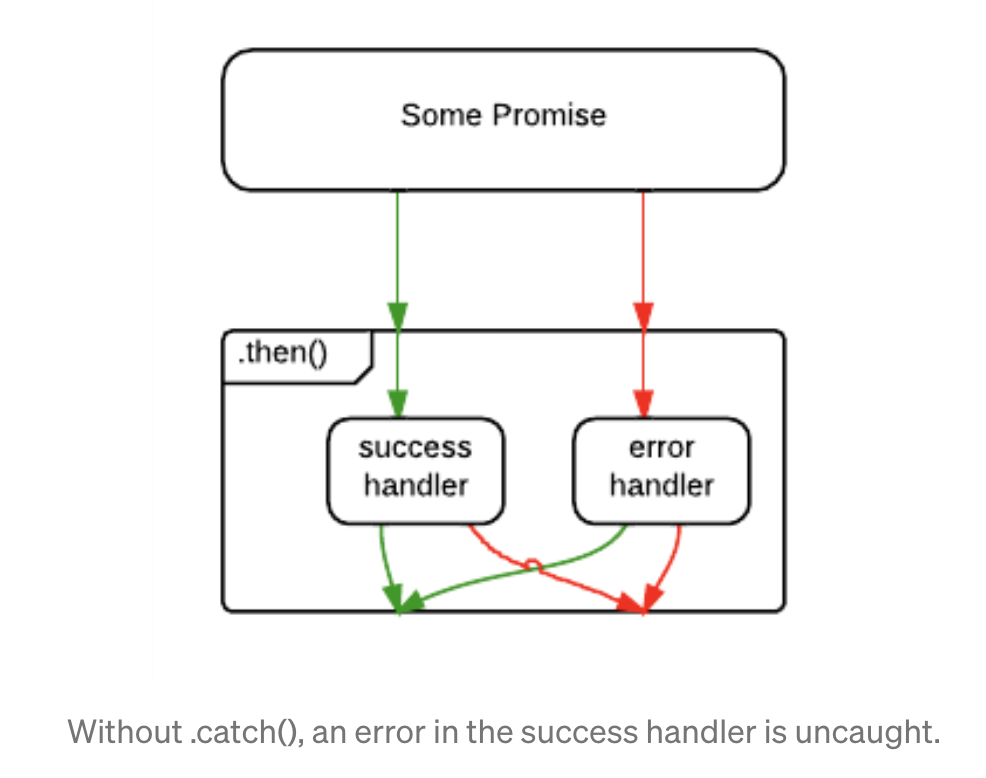 Some Promise
.then()
success
handler
error
handler
Without .catch(), an error in the success handler is uncaught.